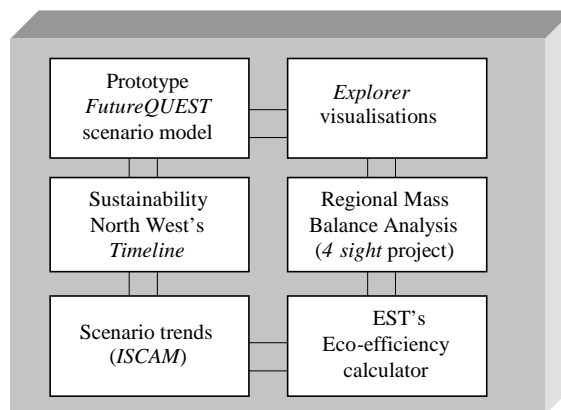 Prototype
FutureQUEST
scenario model
Explorer
visualisations
Sustainability
North West’s
Timeline
Regional Mass
Balance Analysis
(4 sight project)
Scenario trends
(ISCAM)
EST’s
Eco-efficiency
calculator